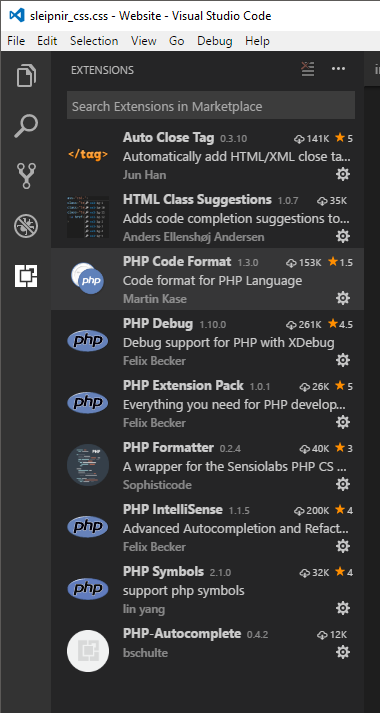 sleipnir_css.css - Website - Visual Studio Code
File Edit Selection View Go Debug Help
EXTENSIONS
Search Extensions in Marketplace
Auto Close Tag 0.3.10 141K 5
</tag>
Automatically add HTML/XML close ta...
Jun Han
HTML Class Suggestions 1.0.7 35K
Adds code completion suggestions to...
Anders Ellenshøj Andersen
PHP Code Format 1.3.0 153K 1.5
php
Code format for PHP Language
Martin Kase
PHP Debug 1.10.0 261K 4.5
php
Debug support for PHP with XDebug
Felix Becker
PHP Extension Pack 1.0.1 26K 5
php
Everything you need for PHP develop...
Felix Becker
PHP Formatter 0.2.4 40K 3
PHP
A wrapper for the Sensiolabs PHP CS ...
Sophisticode
PHP IntelliSense 1.1.5 200K 4
php
Advanced Autocompletion and Refact...
Felix Becker
PHP Symbols 2.1.0 32K 4
php
support php symbols
lin yang
PHP-Autocomplete 0.4.2 12K
bschulte